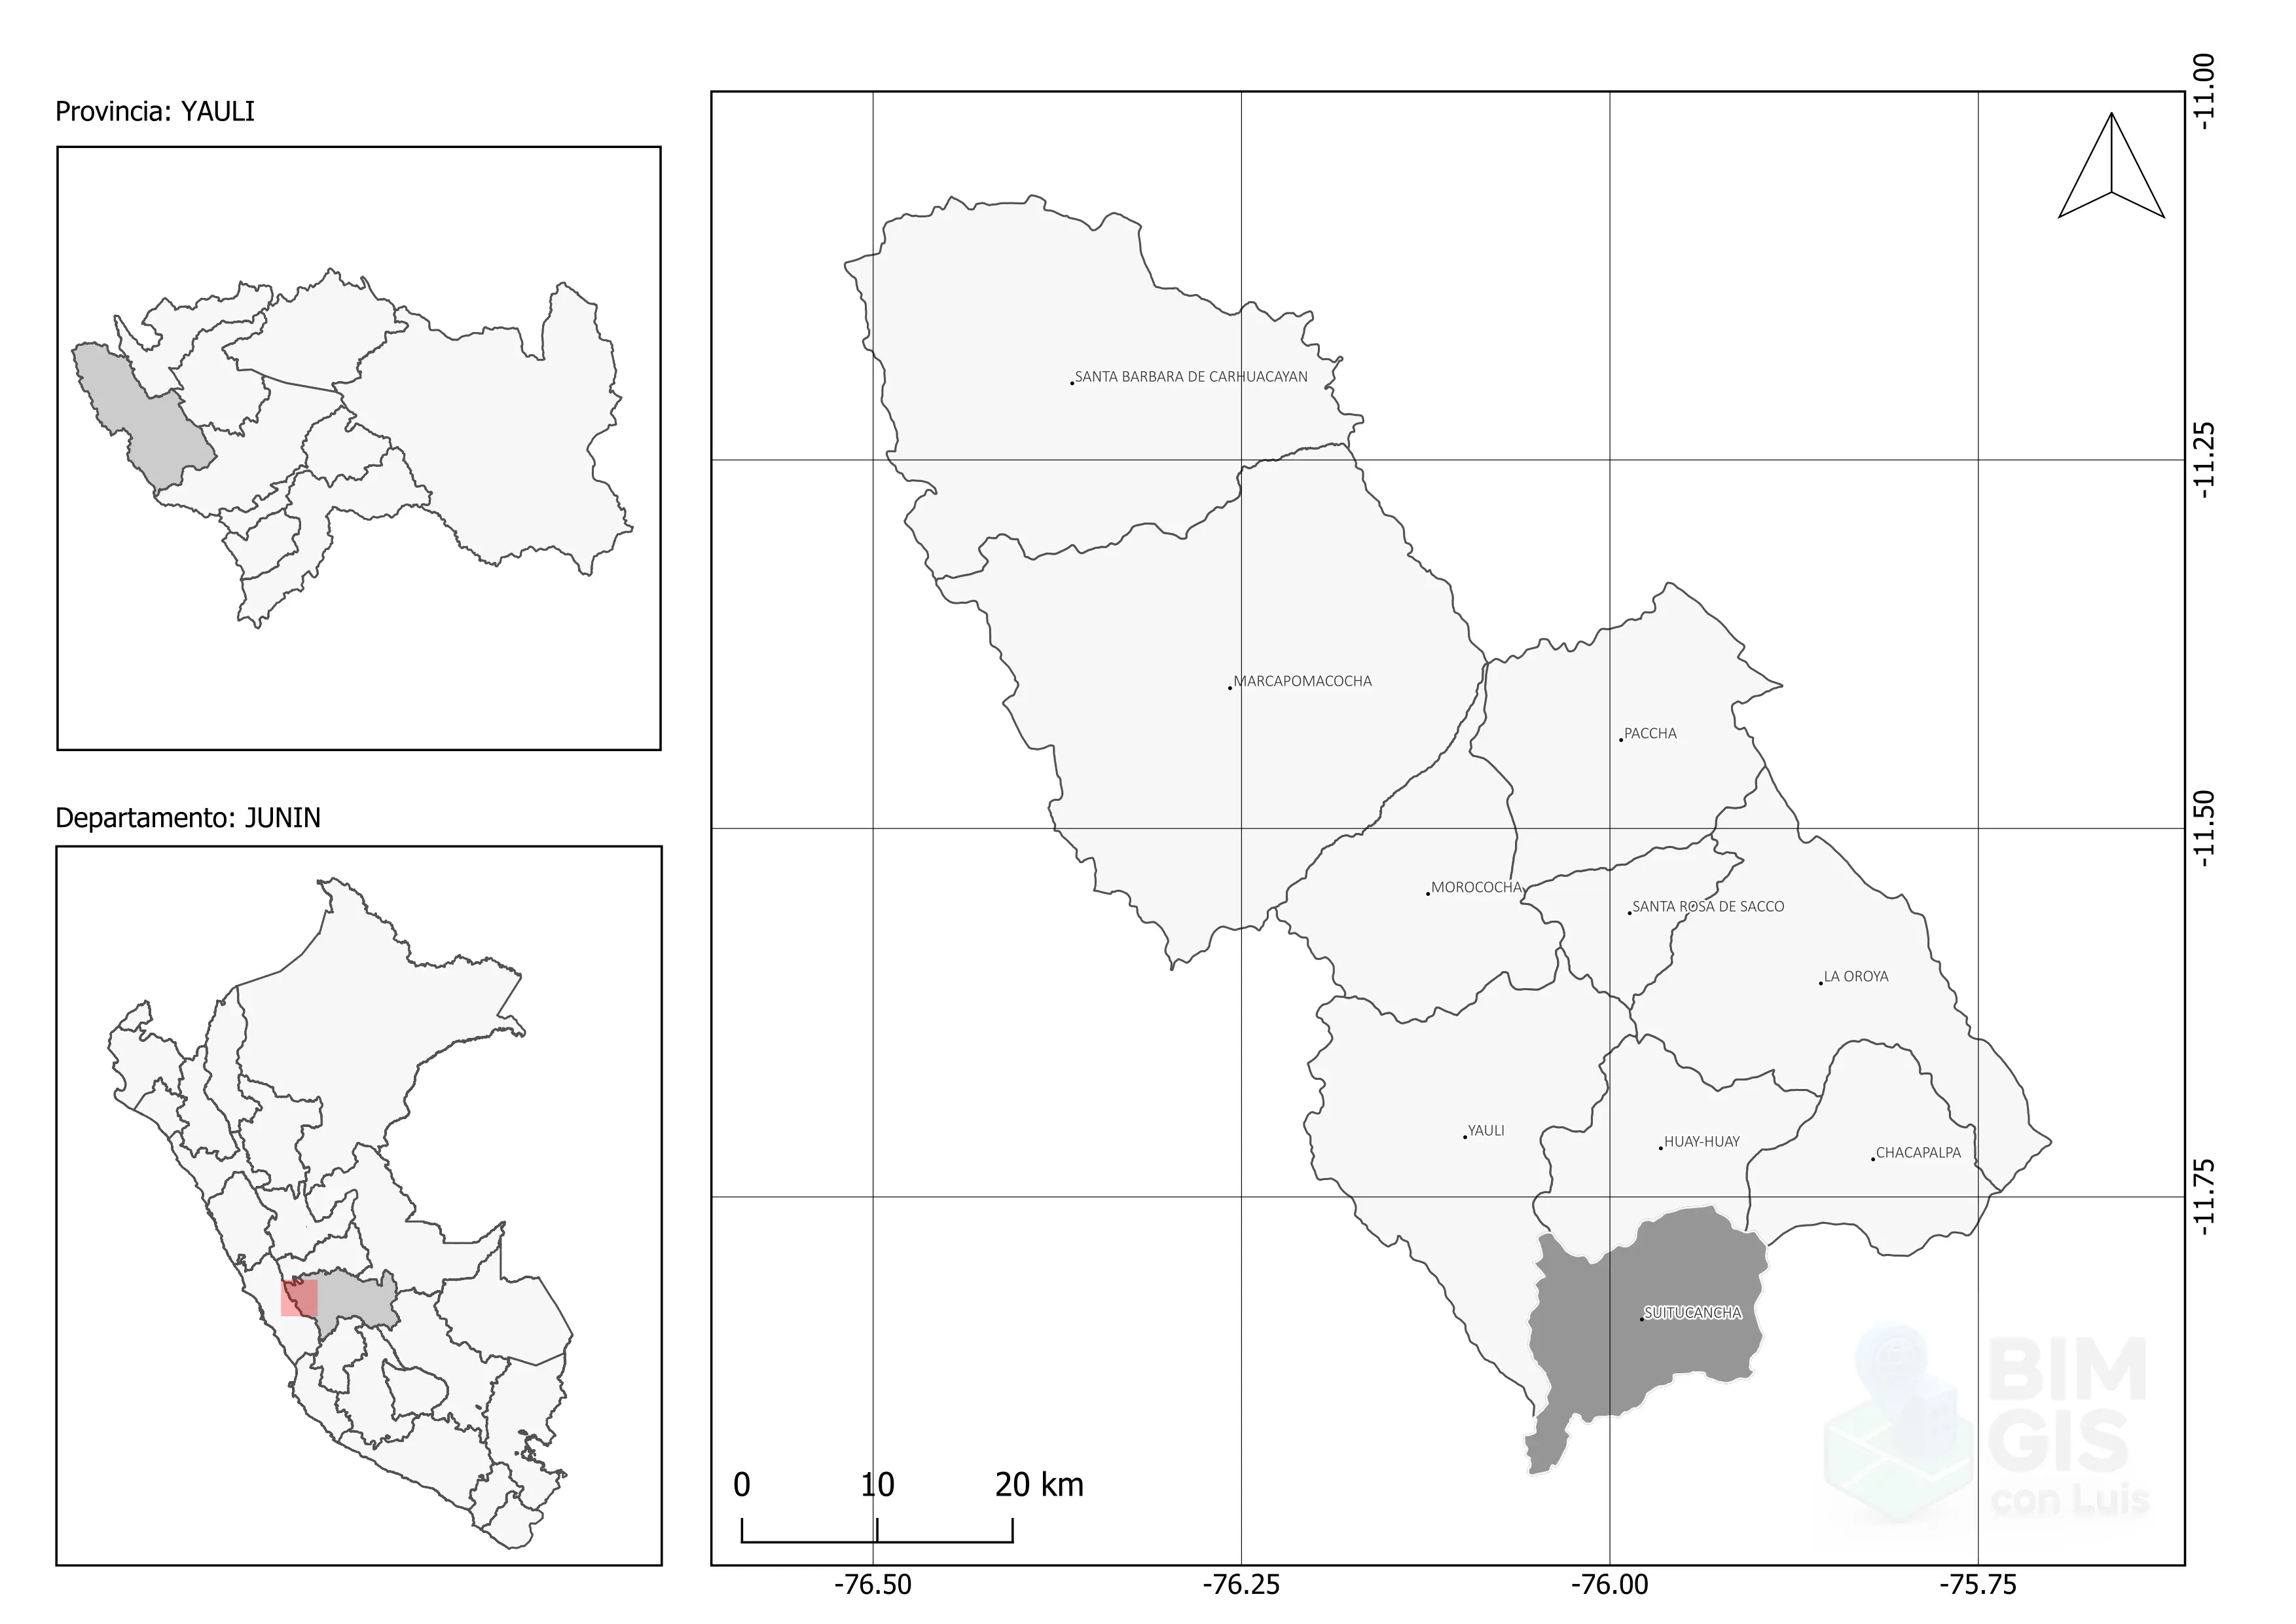 Provincia: YAULI
Departamento: JUNIN
SANTA BARBARA DE CARHUACAYAN
MARCAPOMACOCHA
PACCHA
MOROCOCHA
SANTA ROSA DE SACCO
LA OROYA
YAULI
HUAY-HUAY
CHACAPALPA
SUITUCANCHA
BIM
GIS
con Luis
0 10 20 km
-76.50 -76.25 -76.00 -75.75
-11.00
-11.25
-11.50
-11.75